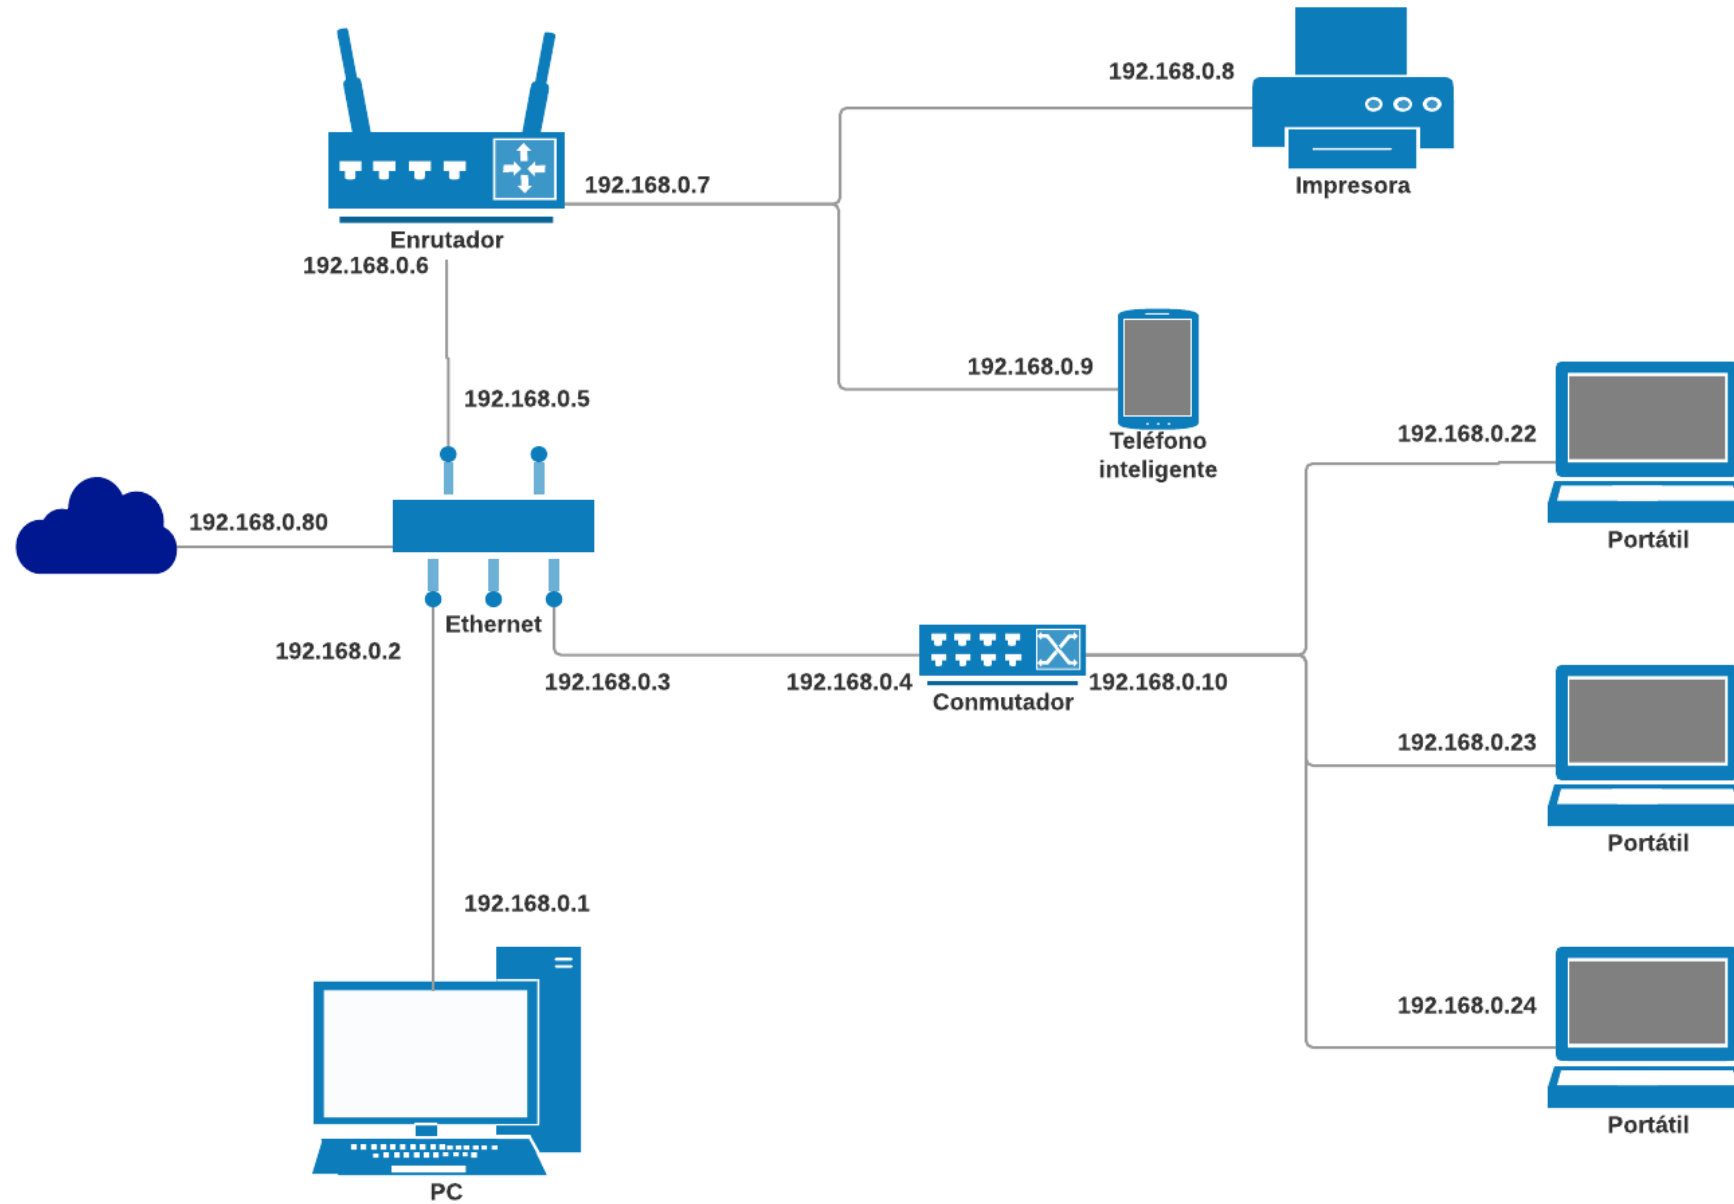 192.168.0.8
Impresora
192.168.0.7
Enrutador
192.168.0.6
192.168.0.9
Teléfono
inteligente
192.168.0.5
192.168.0.22
Portátil
192.168.0.80
Ethernet
192.168.0.2
192.168.0.3
192.168.0.4
Conmutador
192.168.0.10
192.168.0.23
Portátil
192.168.0.1
PC
192.168.0.24
Portátil